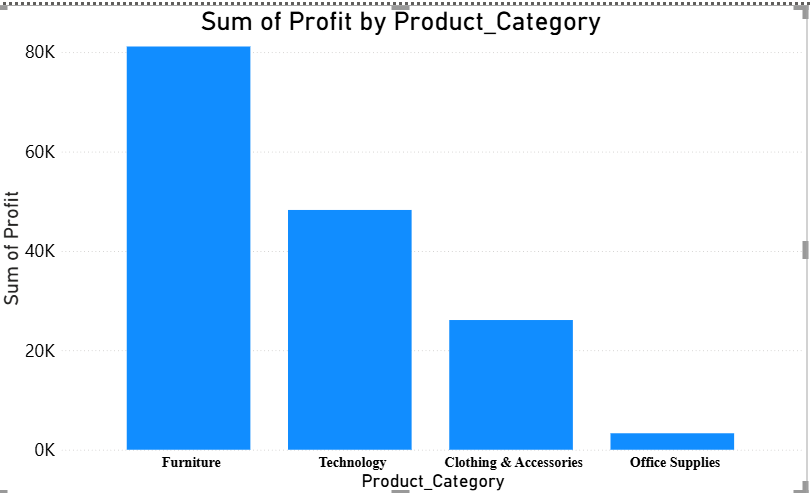 Sum of Profit by Product_Category
80K
60K
40K
20K
0K
Sum of Profit
Furniture
Technology
Clothing & Accessories
Office Supplies
Product_Category